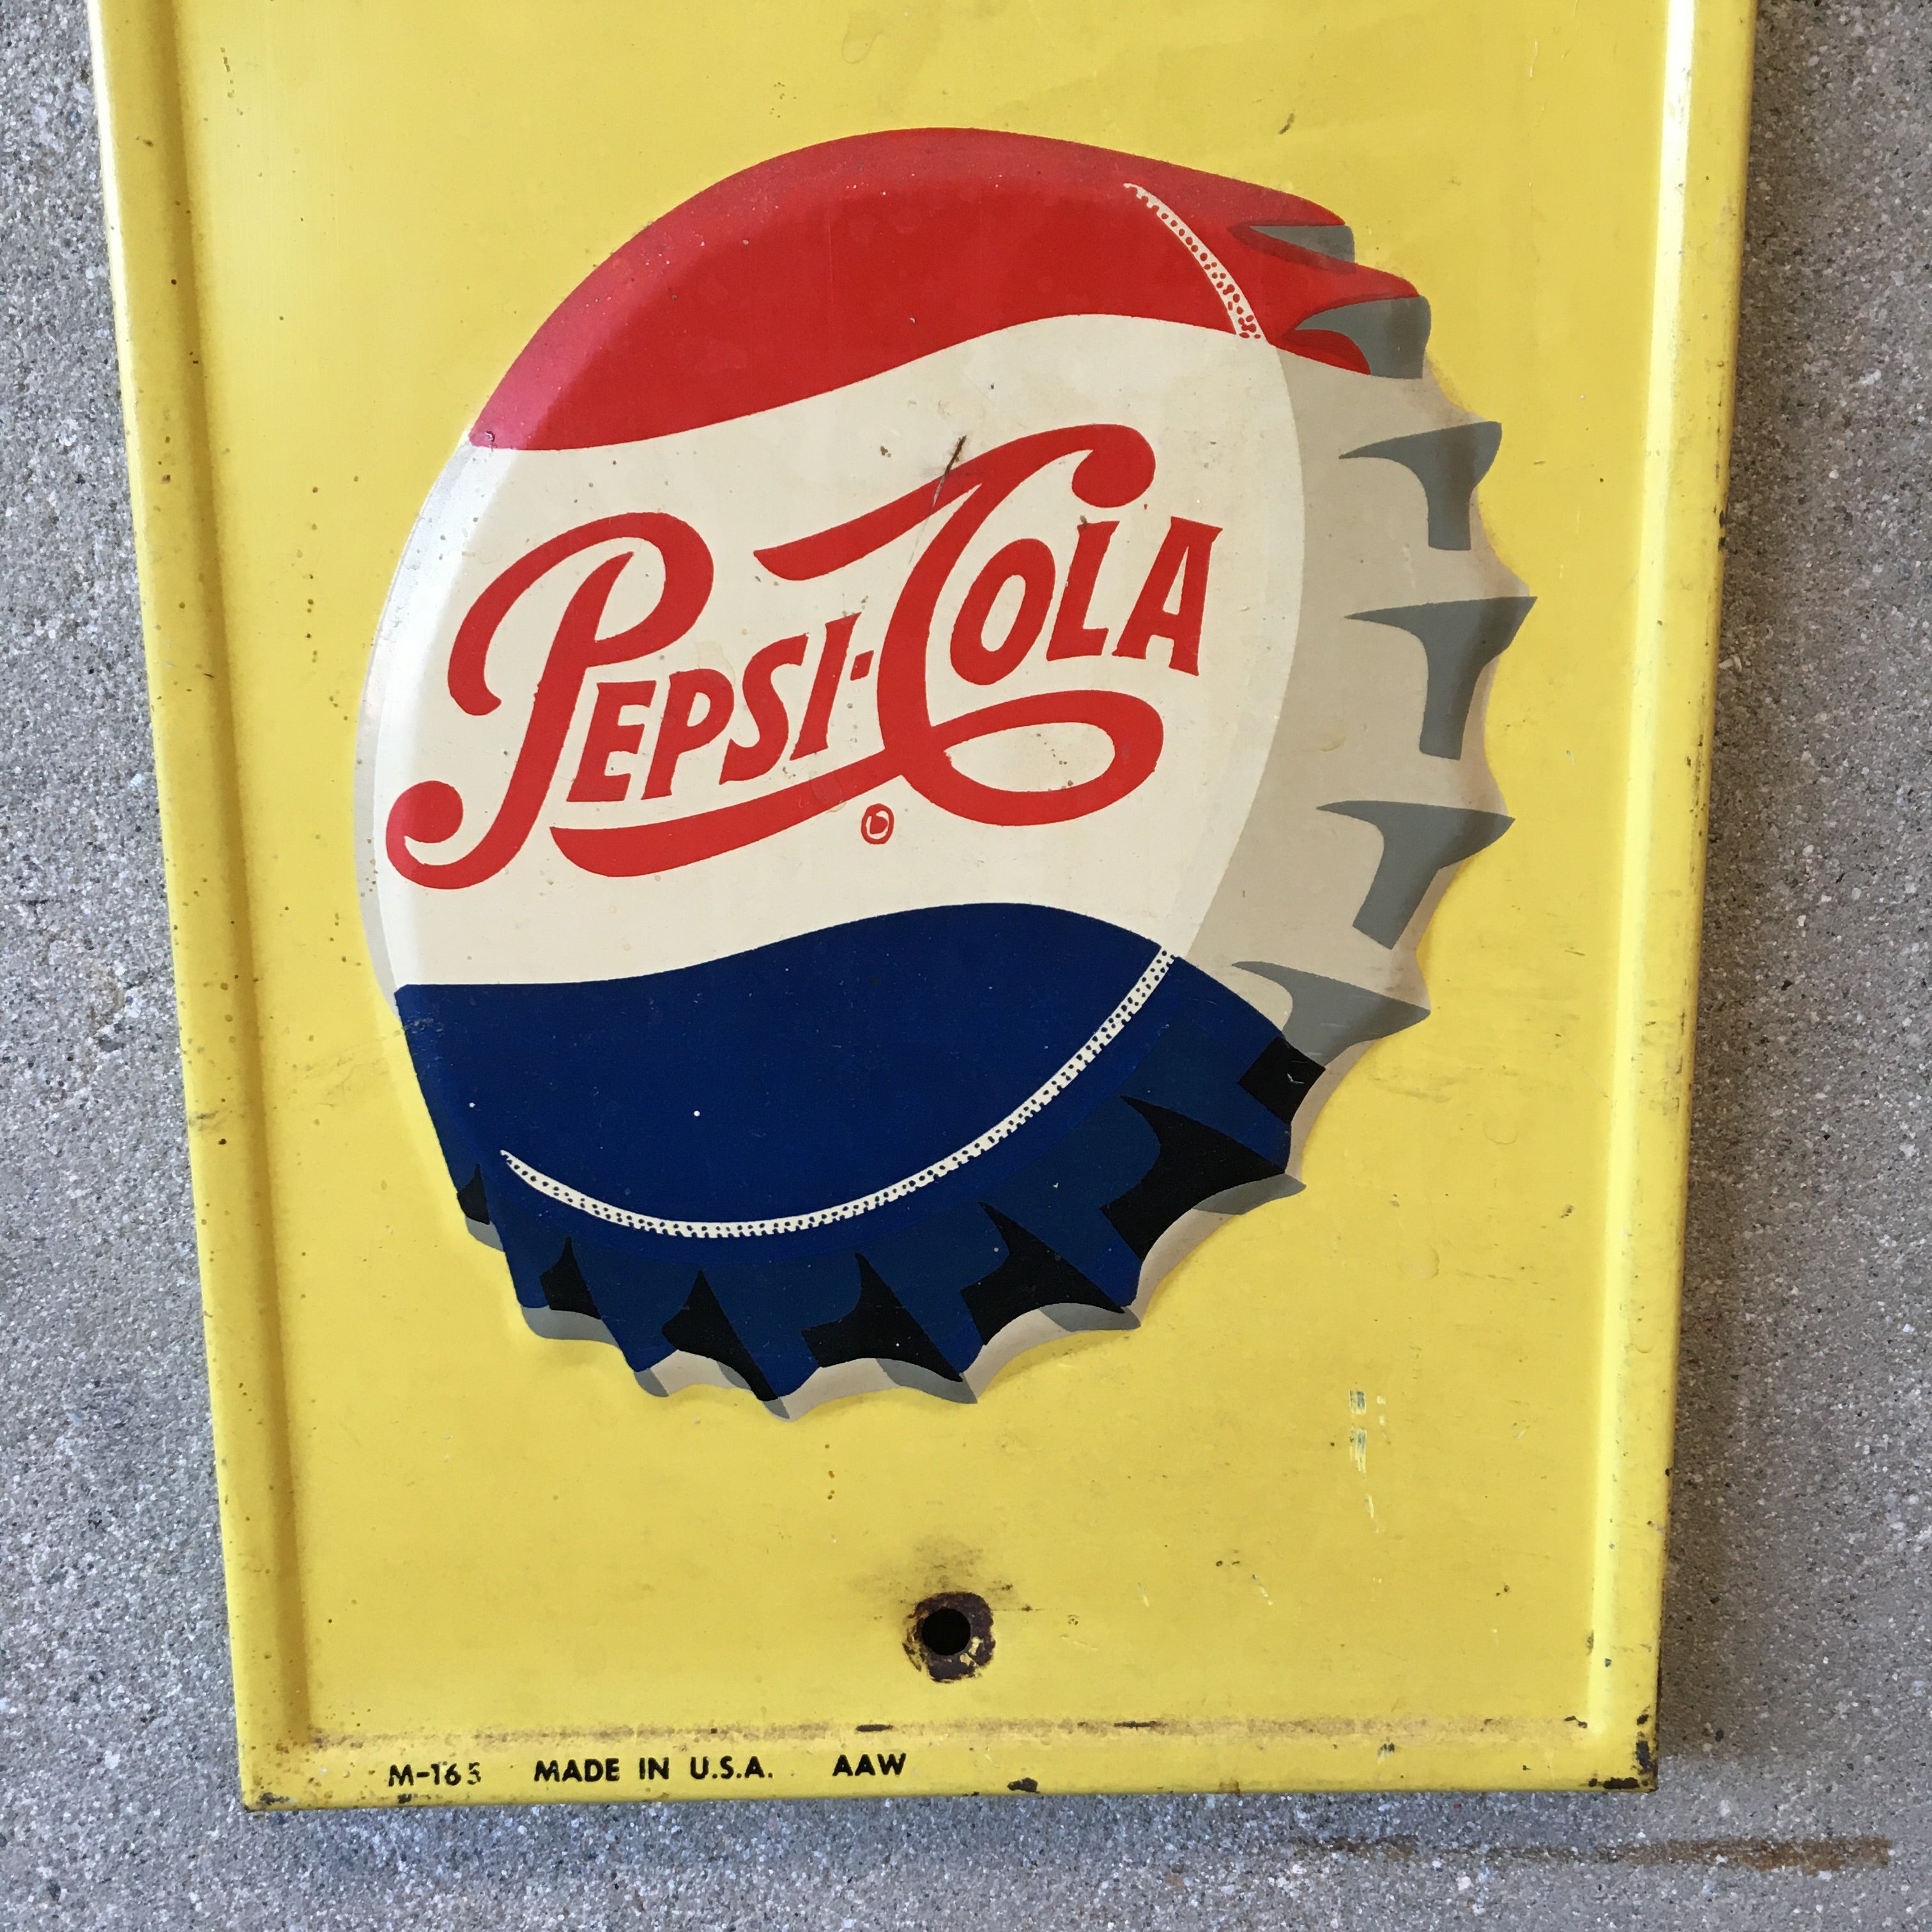 PEPSI-COLA
M-165 MADE IN U.S.A. AAW